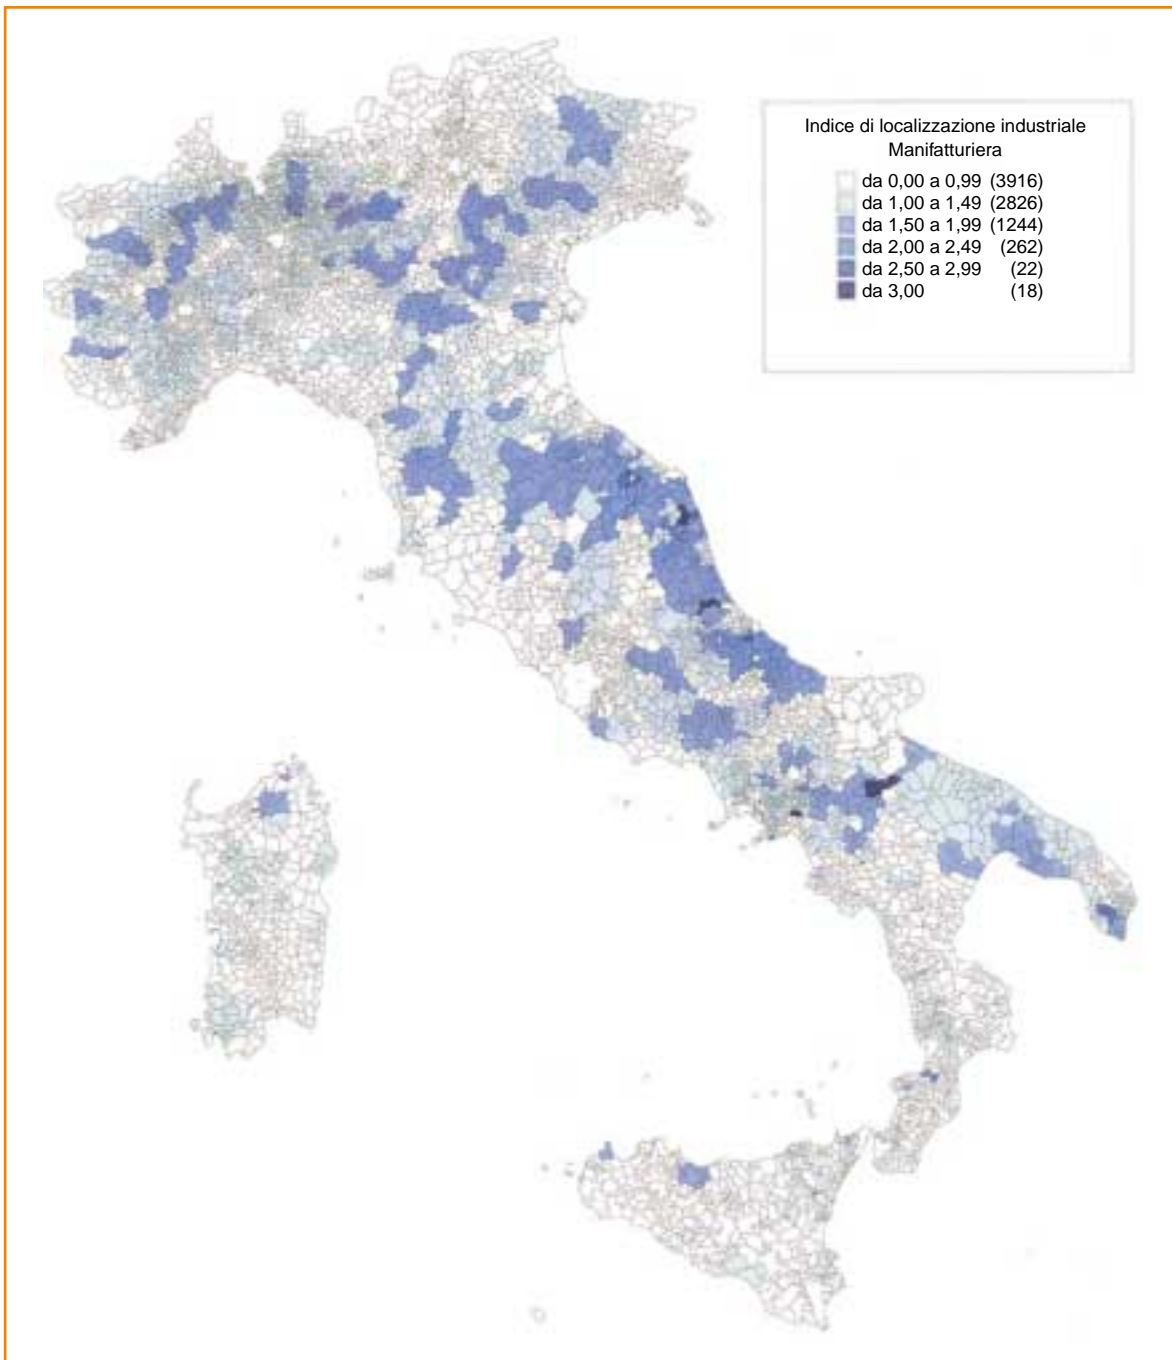 Indice di localizzazione industriale
Manifatturiera
da 0,00 a 0,99 (3916)
da 1,00 a 1,49 (2826)
da 1,50 a 1,99 (1244)
da 2,00 a 2,49 (262)
da 2,50 a 2,99 (22)
da 3,00 (18)